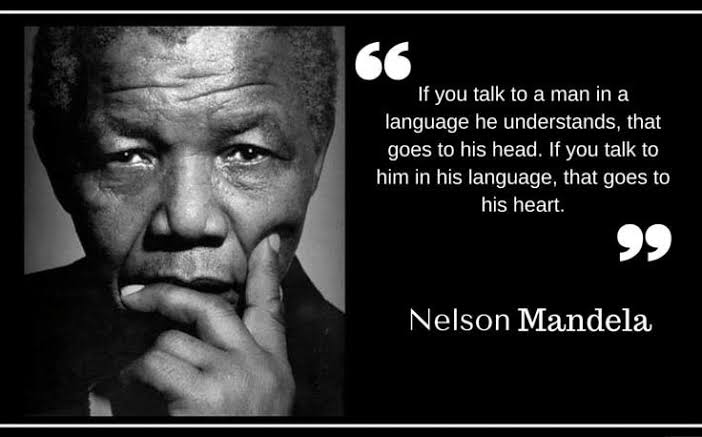 “
If you talk to a man in a
language he understands, that
goes to his head. If you talk to
him in his language, that goes to
his heart.
”
Nelson Mandela